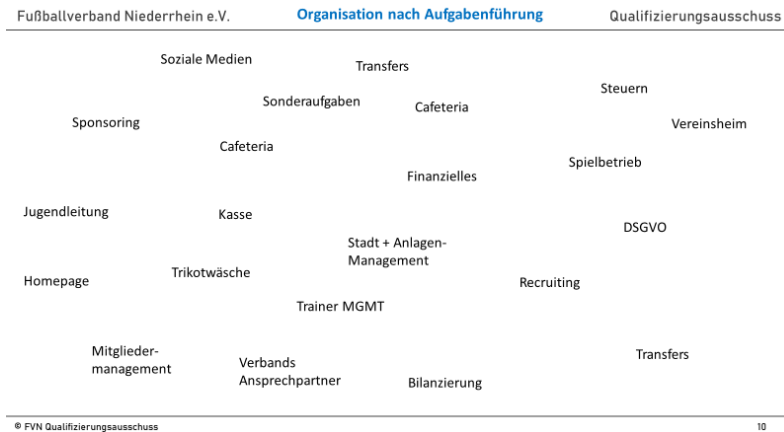 Fußballverband Niederrhein e.V.
Organisation nach Aufgabenführung
Qualifizierungsausschuss
Soziale Medien
Transfers
Steuern
Sonderaufgaben
Cafeteria
Sponsoring
Vereinsheim
Cafeteria
Spielbetrieb
Finanzielles
Jugendleitung
Kasse
DSGVO
Stadt + Anlagen-
Management
Trikotwäsche
Homepage
Recruiting
Trainer MGMT
Mitglieder-
management
Verbands
Ansprechpartner
Transfers
Bilanzierung
© FVN Qualifizierungsausschuss
10